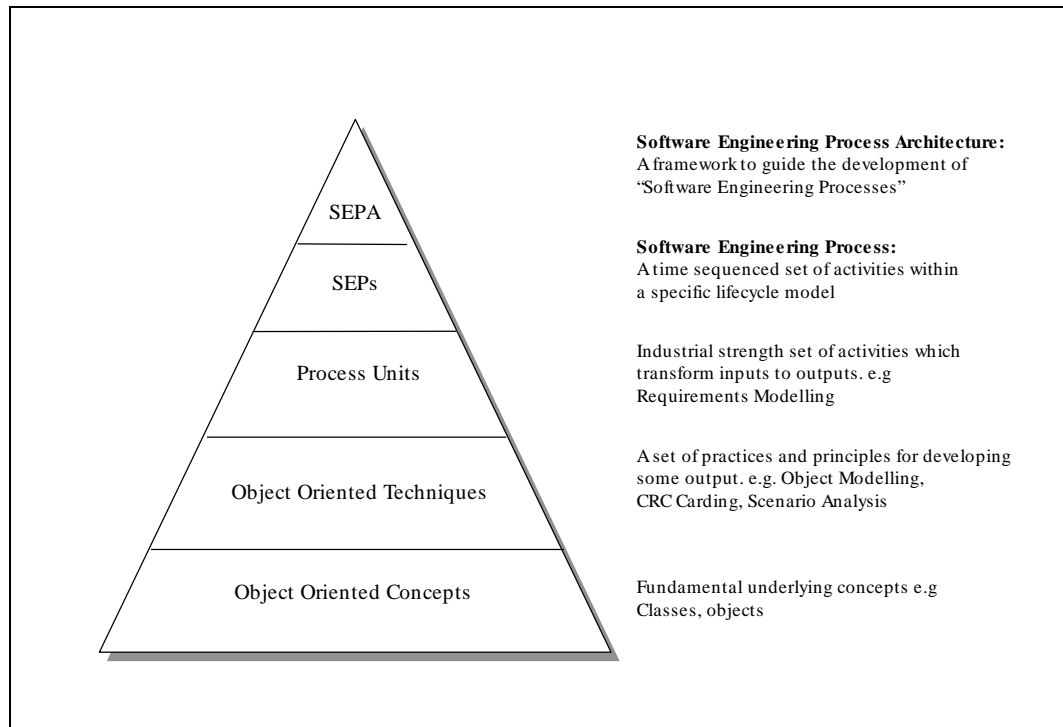 Software Engineering Process Architecture:
A framework to guide the development of
“Software Engineering Processes”
SEPA
Software Engineering Process:
A time sequenced set of activities within
a specific lifecycle model
SEPs
Industrial strength set of activities which
transform inputs to outputs. e.g
Requirements Modelling
Process Units
A set of practices and principles for developing
some output. e.g. Object Modelling,
CRC Carding, Scenario Analysis
Object Oriented Techniques
Object Oriented Concepts
Fundamental underlying concepts e.g
Classes, objects